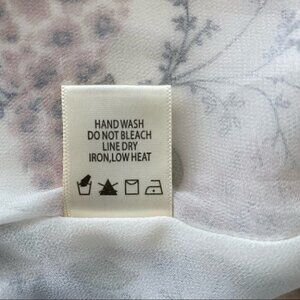 HAND WASH
DO NOT BLEACH
LINE DRY
IRON,LOW HEAT